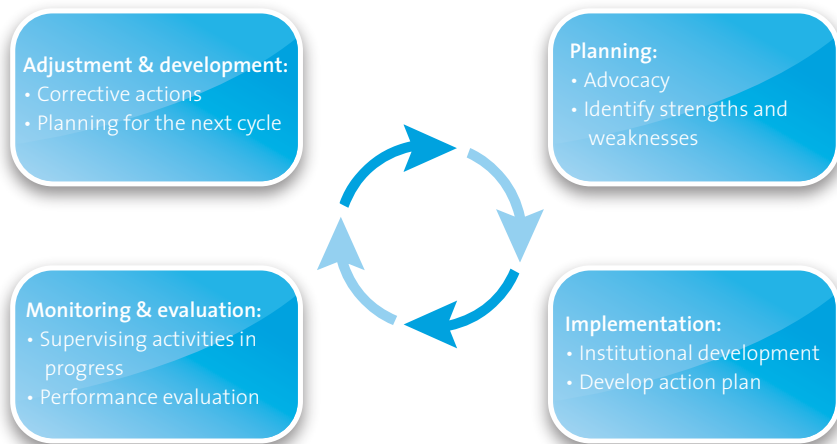 Adjustment & development:
• Corrective actions
• Planning for the next cycle
Planning:
• Advocacy
• Identify strengths and
weaknesses
Monitoring & evaluation:
• Supervising activities in
progress
• Performance evaluation
Implementation:
• Institutional development
• Develop action plan